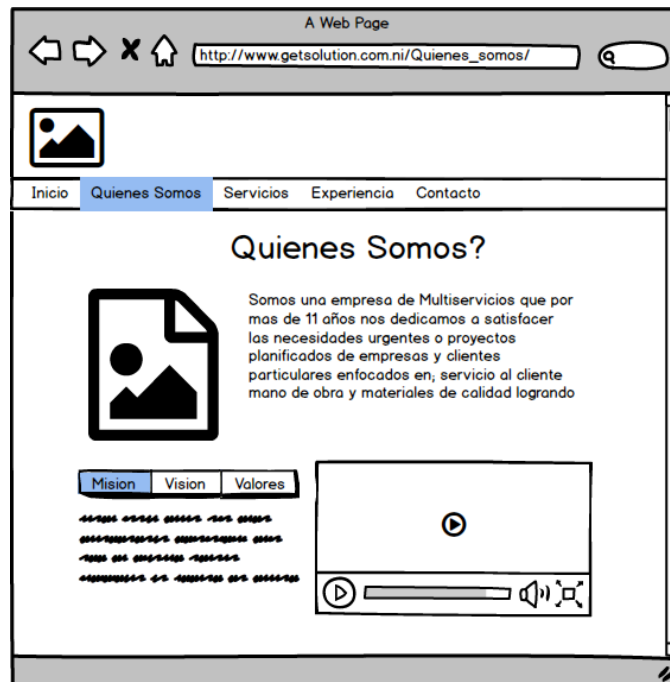 A Web Page
http://www.getsolution.com.ni/Quienes_somos/
Inicio Quienes Somos Servicios Experiencia Contacto
Quienes Somos?
Somos una empresa de Multiservicios que por
mas de 11 años nos dedicamos a satisfacer
las necesidades urgentes o proyectos
planificados de empresas y clientes
particulares enfocados en; servicio al cliente
mano de obra y materiales de calidad logrando
Mision Vision Valores